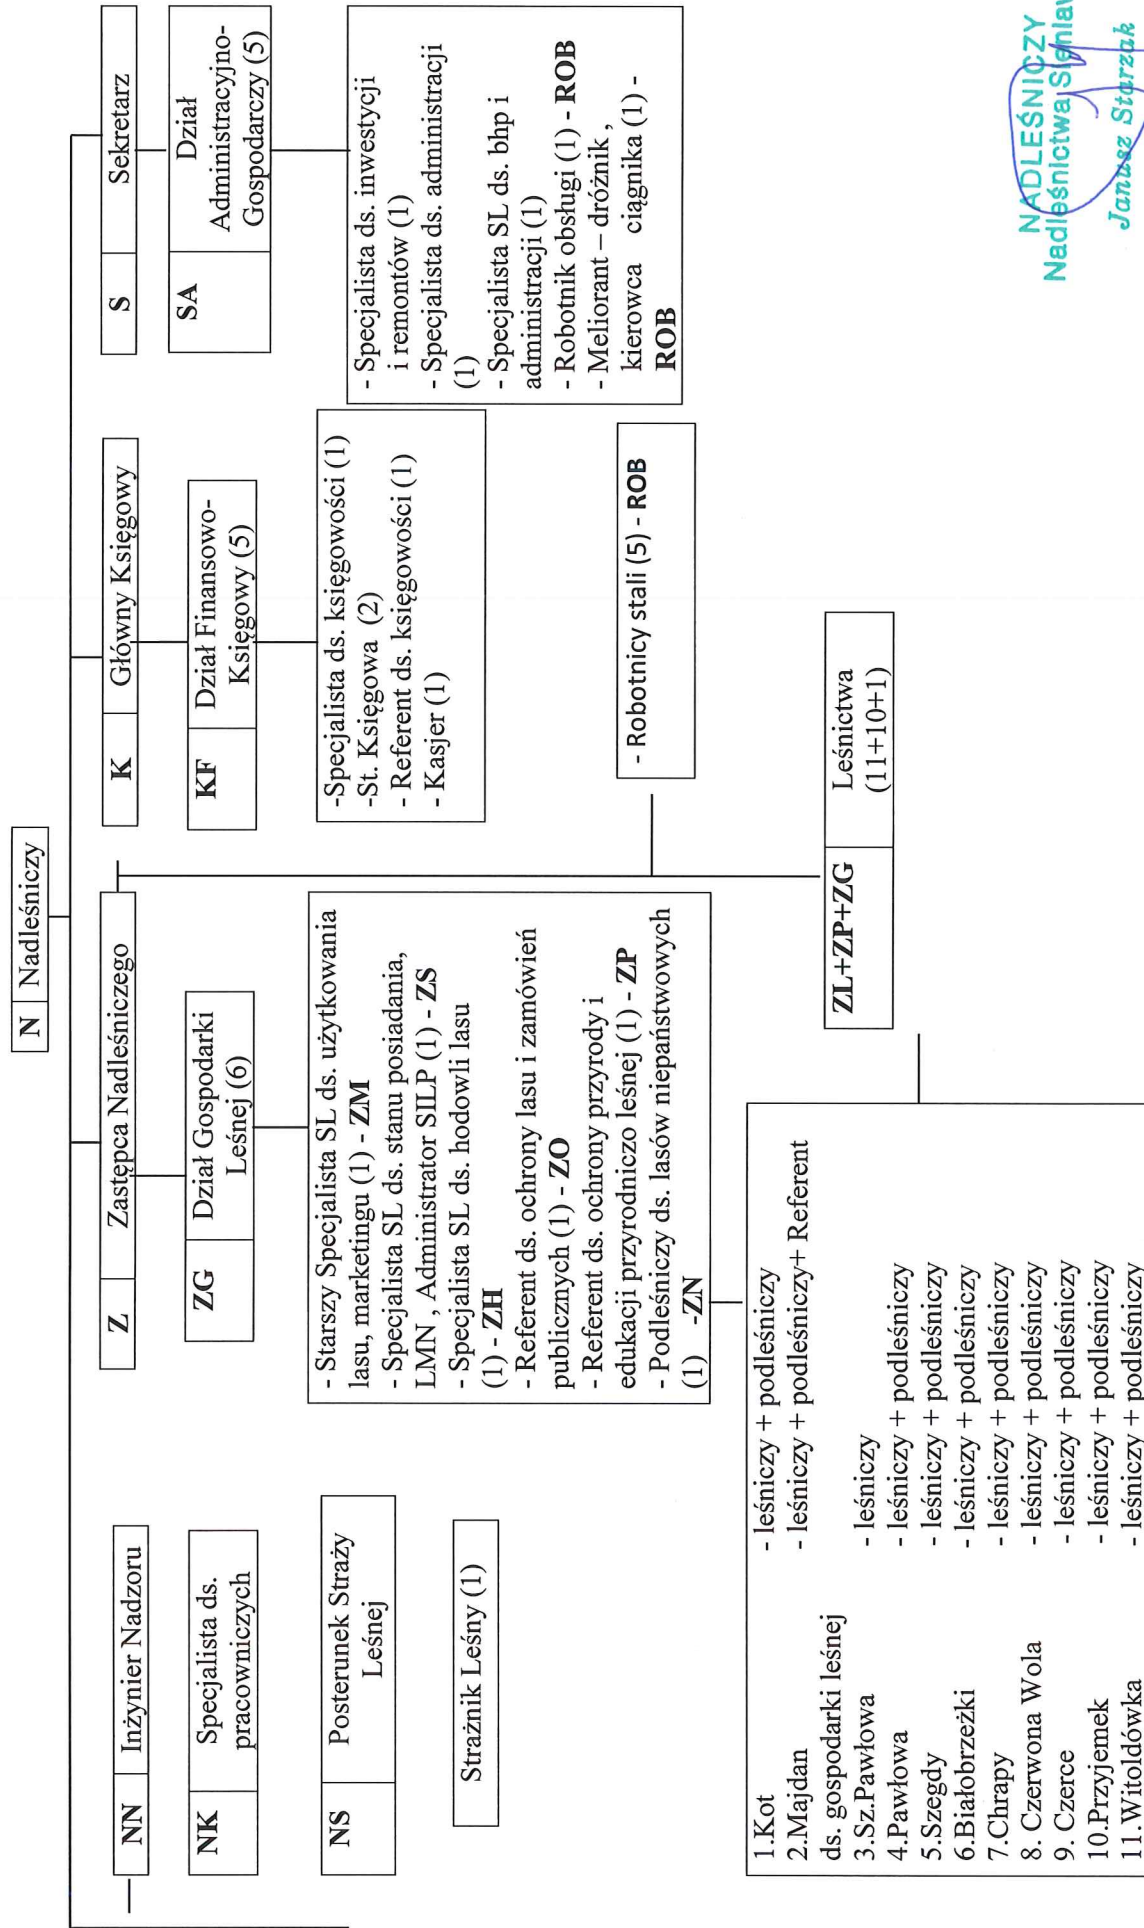 N Nadleśniczy
NN Inżynier Nadzoru
NK Specjalista ds.
pracowniczych
NS Posterunek Straży
Leśnej
Strażnik Leśny (1)
Z Zastępca Nadleśniczego
ZG Dział Gospodarki
Leśnej (6)
- Starszy Specjalista SL ds. użytkowania
lasu, marketingu (1) - ZM
- Specjalista SL ds. stanu posiadania,
LMN , Administrator SILP (1) - ZS
- Specjalista SL ds. hodowli lasu
(1) - ZH
- Referent ds. ochrony lasu i zamówień
publicznych (1) - ZO
- Referent ds. ochrony przyrody i
edukacji przyrodniczo leśnej (1) - ZP
- Podleśniczy ds. lasów niepaństwowych
(1) -ZN
K Główny Księgowy
KF Dział Finansowo-
Księgowy (5)
-Specjalista ds. księgowości (1)
-St. Księgowa (2)
- Referent ds. księgowości (1)
- Kasjer (1)
S Sekretarz
SA Dział
Administracyjno-
Gospodarczy (5)
- Specjalista ds. inwestycji
i remontów (1)
- Specjalista ds. administracji
(1)
- Specjalista SL ds. bhp i
administracji (1)
- Robotnik obsługi (1) - ROB
- Meliorant – dróżnik ,
kierowca ciągnika (1) -
ROB
- Robotnicy stali (5) - ROB
ZL+ZP+ZG Leśnictwa
(11+10+1)
1.Kot - leśniczy + podleśniczy
2.Majdan - leśniczy + podleśniczy+ Referent
ds. gospodarki leśnej
3.Sz.Pawłowa - leśniczy
4.Pawłowa - leśniczy + podleśniczy
5.Szegdy - leśniczy + podleśniczy
6.Białobrzeżki - leśniczy + podleśniczy
7.Chrapy - leśniczy + podleśniczy
8. Czerwona Wola - leśniczy + podleśniczy
9. Czerce - leśniczy + podleśniczy
10.Przyjemek - leśniczy + podleśniczy
11.Witoldówka - leśniczy + podleśniczy
NADLEŚNICZY
Nadleśnictwa
Janusz Starzak